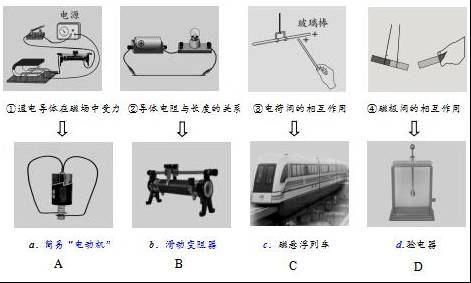 电源
玻璃棒
①通电导体在磁场中受力 ②导体电阻与长度的关系 ③电荷间的相互作用 ④磁极间的相互作用
a．简易“电动机” b．滑动变阻器 c．磁悬浮列车 d.验电器
A B C D